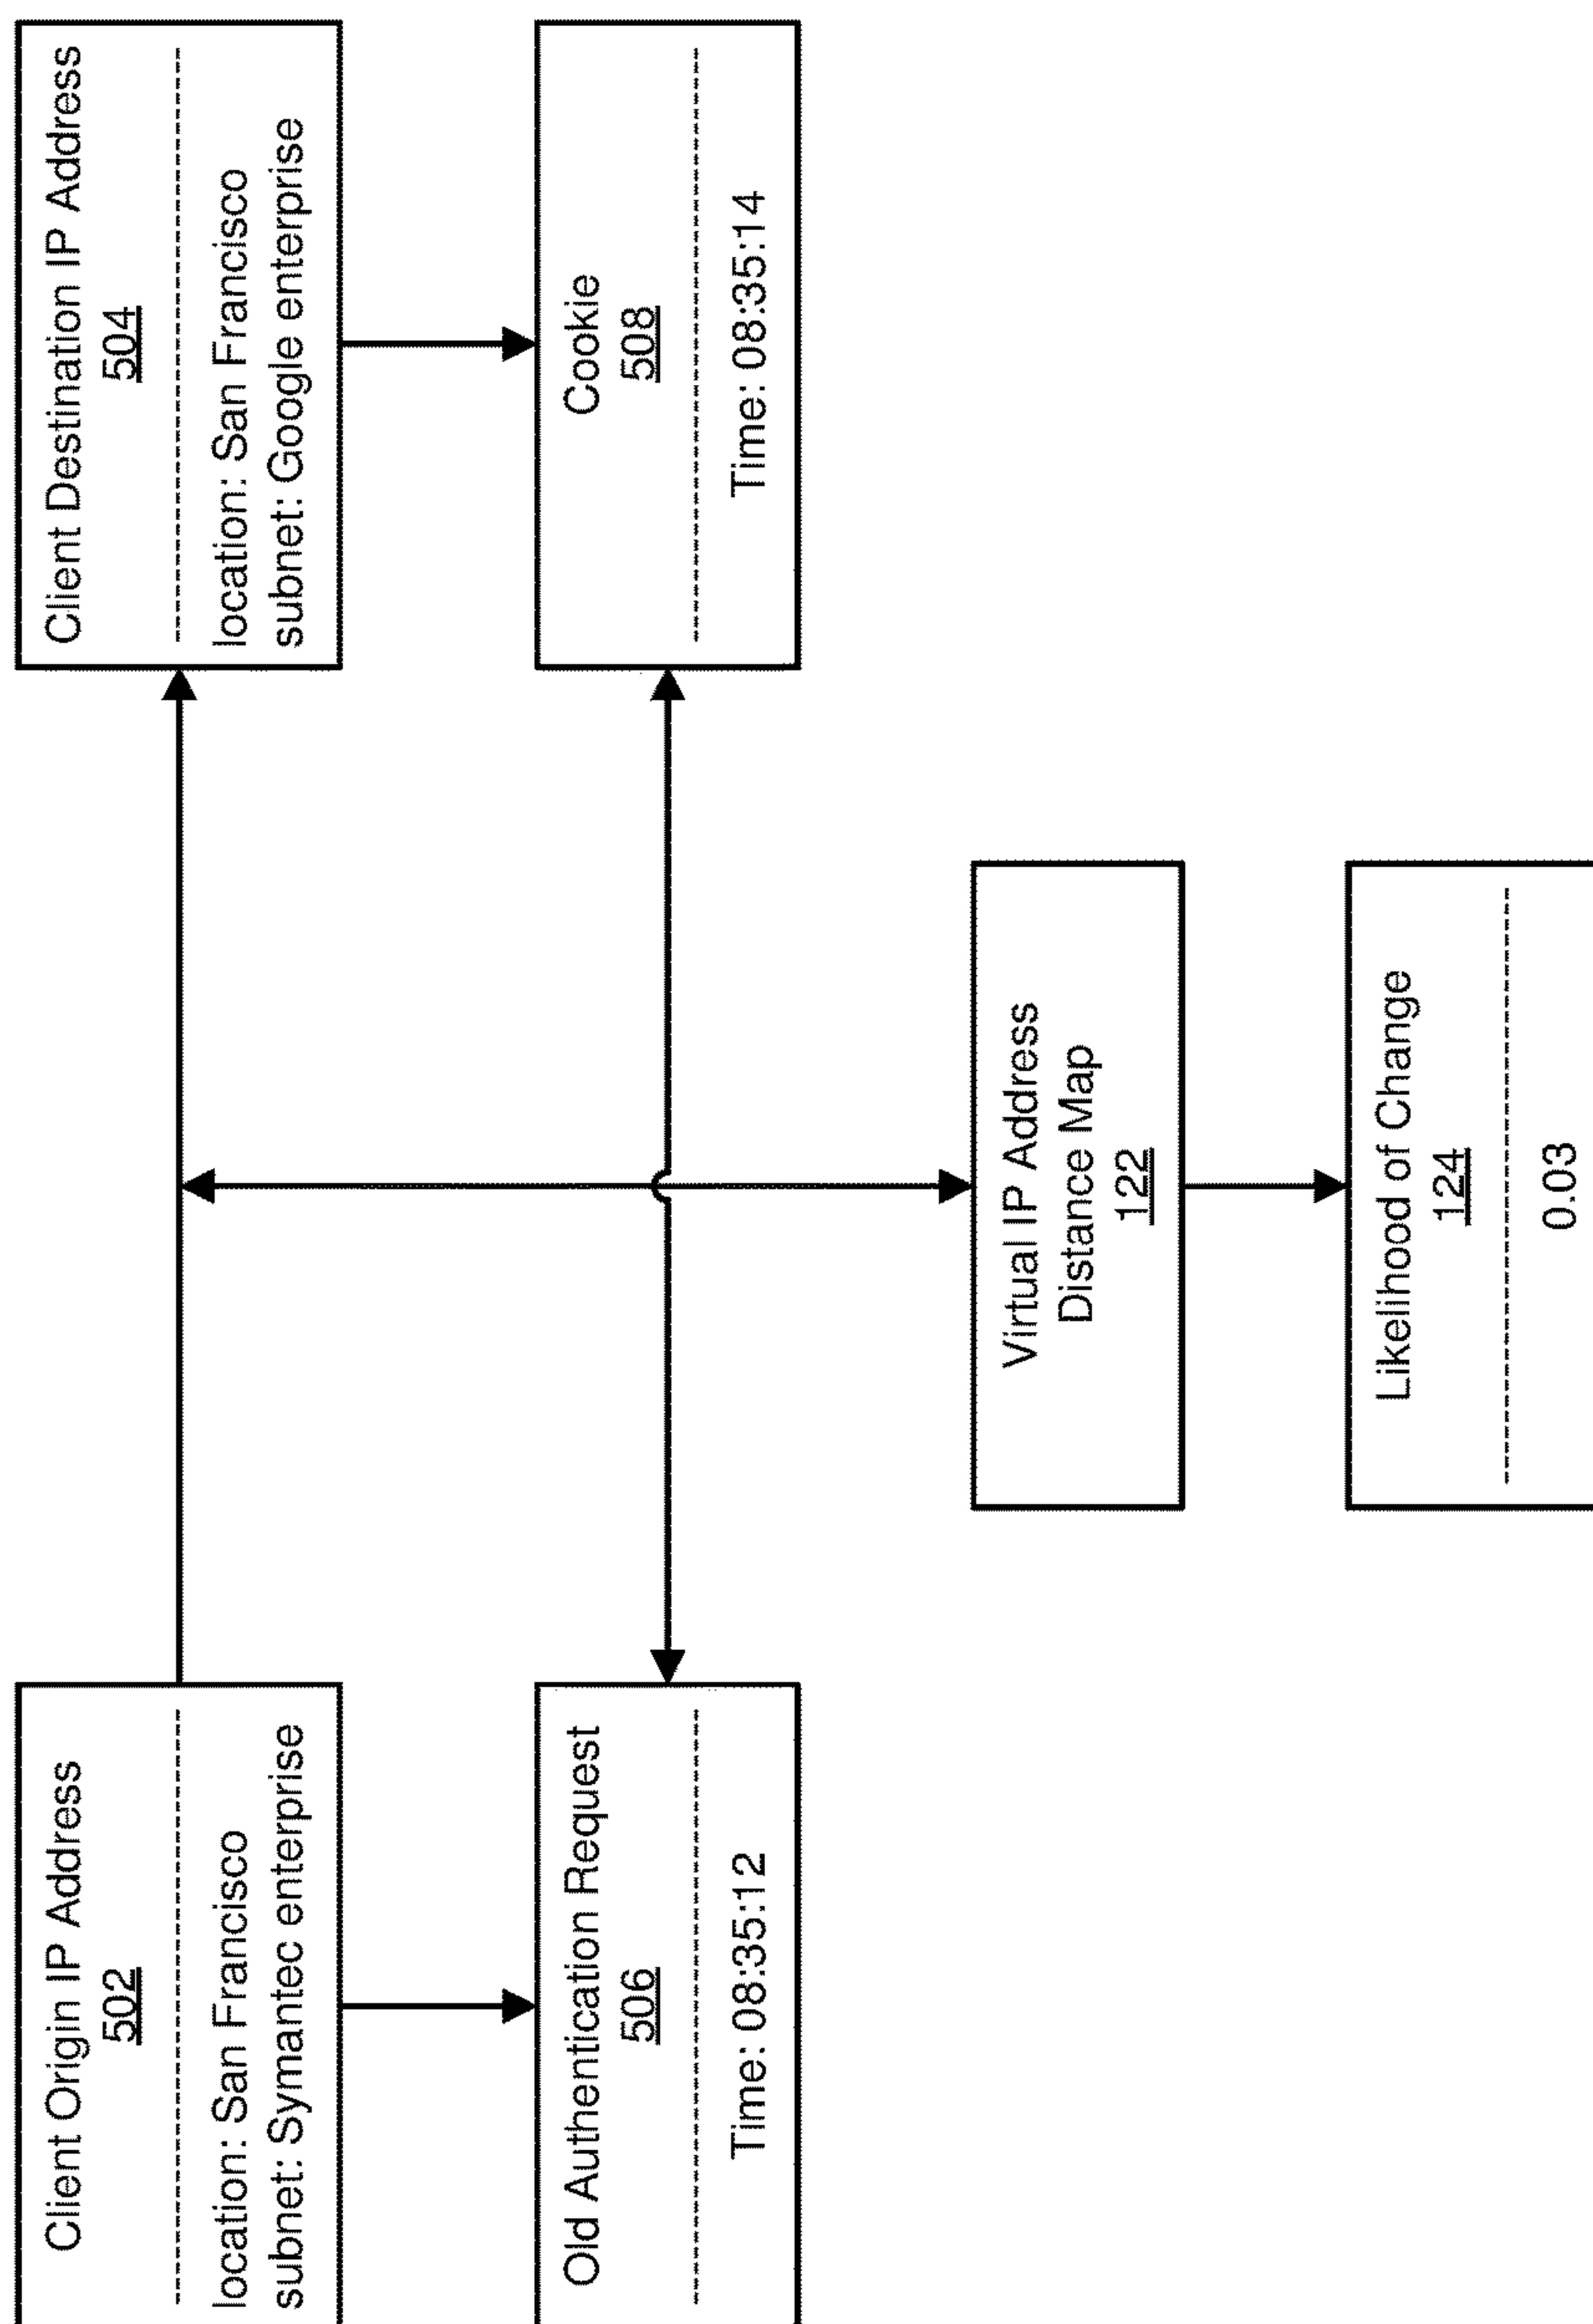 Client Origin IP Address
502
location: San Francisco
subnet: Symantec enterprise
Client Destination IP Address
504
location: San Francisco
subnet: Google enterprise
Old Authentication Request
506
Time: 08:35:12
Cookie
508
Time: 08:35:14
Virtual IP Address
Distance Map
122
Likelihood of Change
124
0.03